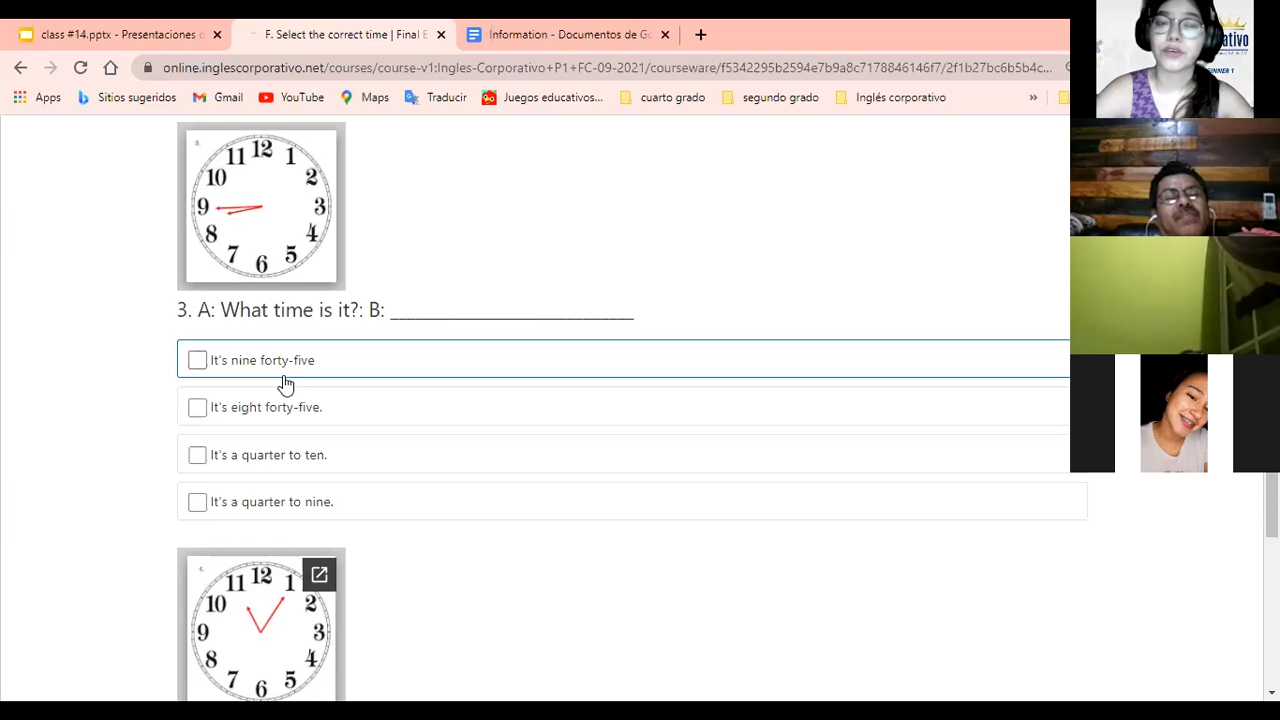 class #14.pptx - Presentaciones d
F. Select the correct time | Final E
Information - Documentos de Go
online.inglescorporativo.net/courses/course-v1:Ingles-Corporativo+P1+FC-09-2021/courseware/f5342295b2594e7b9a8c7178846146f7/2f1b27bc6b5b4c...
Apps
Sitios sugeridos
Gmail
YouTube
Maps
Traducir
Juegos educativos...
cuarto grado
segundo grado
Inglés corporativo
»
3.
12
1
2
3
4
5
6
7
8
9
10
11
3. A: What time is it?: B: ___________________________
It's nine forty-five
It's eight forty-five.
It's a quarter to ten.
It's a quarter to nine.
4.
12
1
2
3
4
5
6
7
8
9
10
11